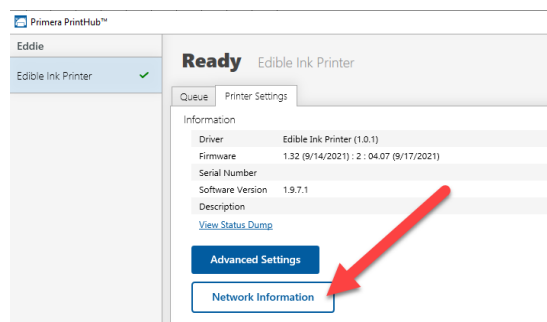 Primera PrintHub™
Eddie
Edible Ink Printer
Ready Edible Ink Printer
Queue Printer Settings
Information
Driver Edible Ink Printer (1.0.1)
Firmware 1.32 (9/14/2021) : 2 : 04.07 (9/17/2021)
Serial Number
Software Version 1.9.7.1
Description
View Status Dump
Advanced Settings
Network Information